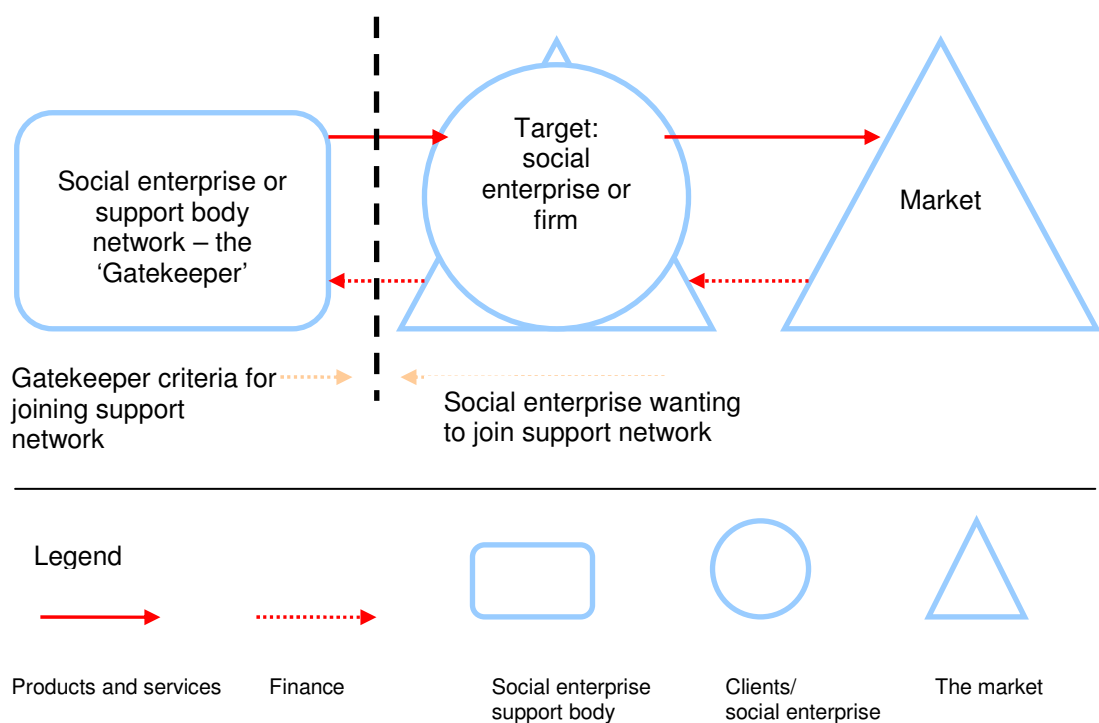 Social enterprise or
support body
network – the
‘Gatekeeper’
Target:
social
enterprise or
firm
Market
Gatekeeper criteria for
joining support
network
Social enterprise wanting
to join support network
Legend
Products and services
Finance
Social enterprise
support body
Clients/
social enterprise
The market